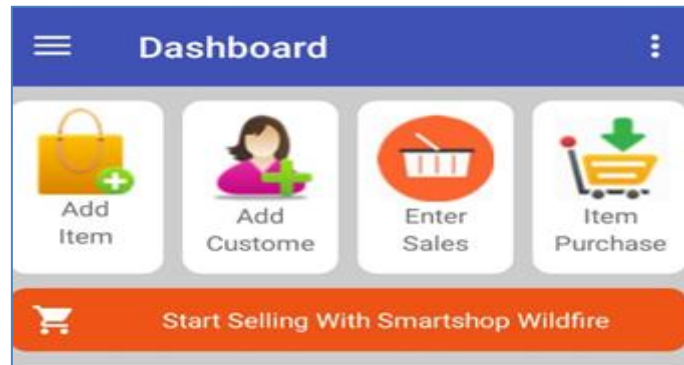 Dashboard
Add
Item
Add
Custome
Enter
Sales
Item
Purchase
Start Selling With Smartshop Wildfire